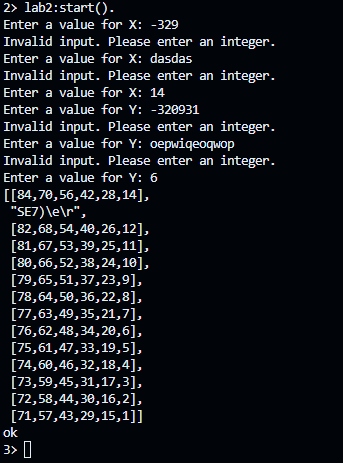 2> lab2:start().
Enter a value for X: -329
Invalid input. Please enter an integer.
Enter a value for X: dasdas
Invalid input. Please enter an integer.
Enter a value for X: 14
Enter a value for Y: -320931
Invalid input. Please enter an integer.
Enter a value for Y: oepwiqeoqwop
Invalid input. Please enter an integer.
Enter a value for Y: 6
[[84,70,56,42,28,14],
 "SE7)\e\r",
 [82,68,54,40,26,12],
 [81,67,53,39,25,11],
 [80,66,52,38,24,10],
 [79,65,51,37,23,9],
 [78,64,50,36,22,8],
 [77,63,49,35,21,7],
 [76,62,48,34,20,6],
 [75,61,47,33,19,5],
 [74,60,46,32,18,4],
 [73,59,45,31,17,3],
 [72,58,44,30,16,2],
 [71,57,43,29,15,1]]
ok
3>